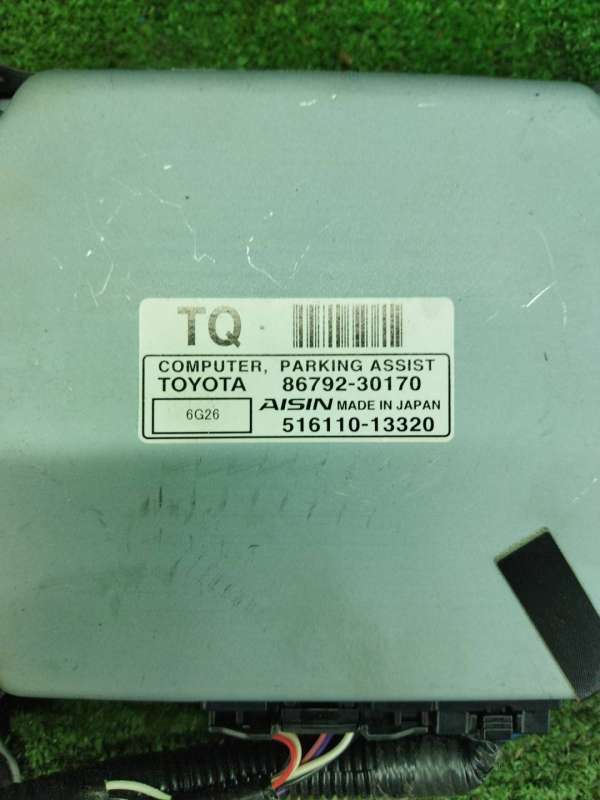 TQ
COMPUTER, PARKING ASSIST
TOYOTA 86792-30170
6G26 AISIN MADE IN JAPAN
516110-13320